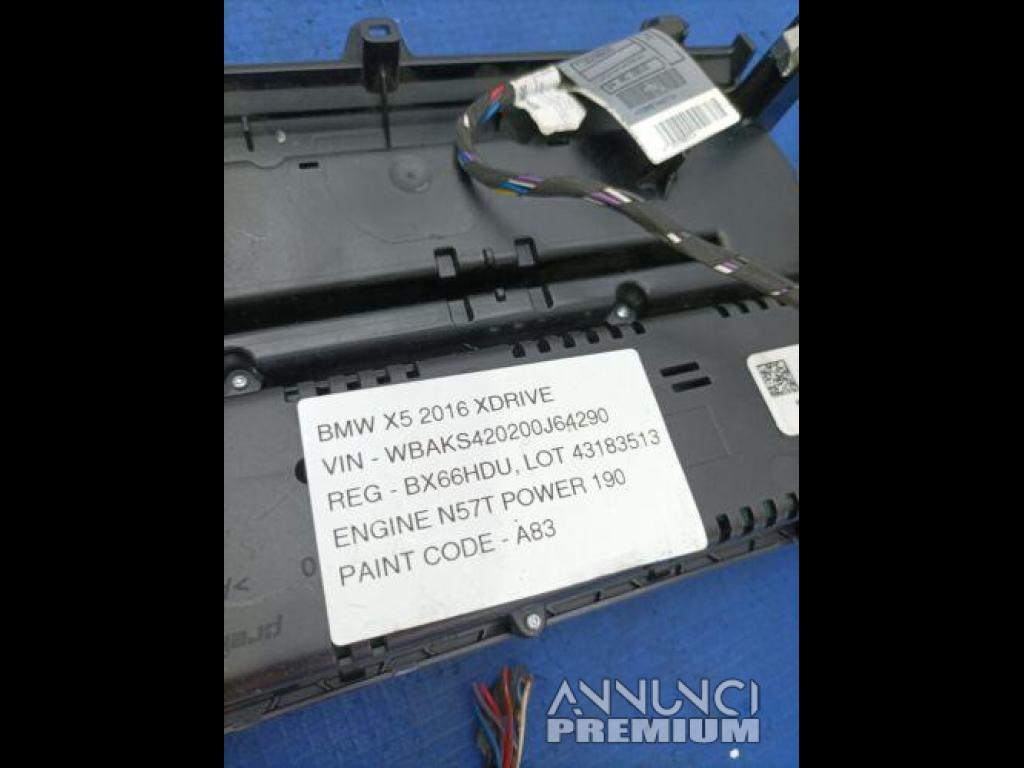 BMW X5 2016 XDRIVE
VIN - WBAKS420200J64290
REG - BX66HDU, LOT 43183513
ENGINE N57T POWER 190
PAINT CODE - A83
ANNUNCI
PREMIUM